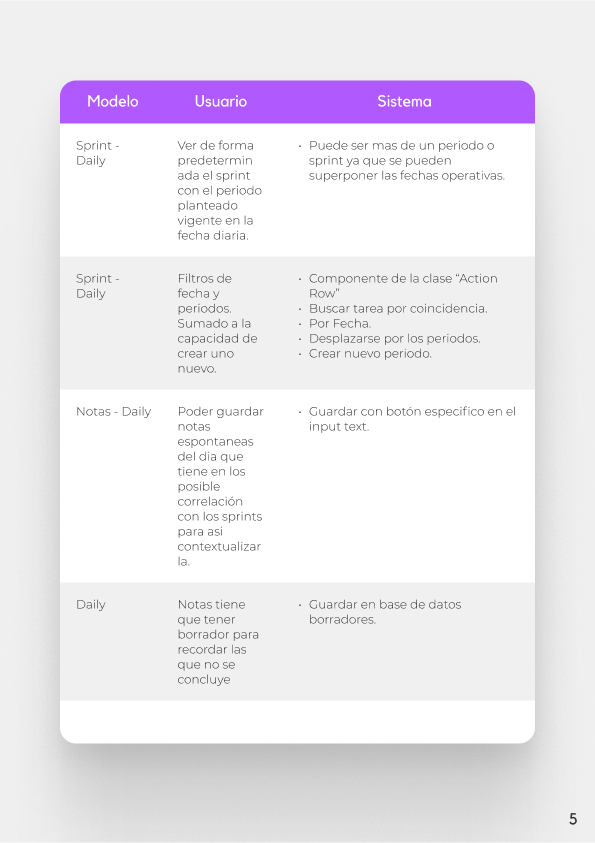 Modelo Usuario Sistema
Sprint -
Daily
Ver de forma
predetermin
ada el sprint
con el periodo
planteado
vigente en la
fecha diaria.
• Puede ser mas de un periodo o
sprint ya que se pueden
superponer las fechas operativas.
Sprint -
Daily
Filtros de
fecha y
periodos.
Sumado a la
capacidad de
crear uno
nuevo.
• Componente de la clase “Action
Row”
• Buscar tarea por coincidencia.
• Por Fecha.
• Desplazarse por los periodos.
• Crear nuevo periodo.
Notas - Daily
Poder guardar
notas
espontaneas
del dia que
tiene en los
posible
correlación
con los sprints
para asi
contextualizar
la.
• Guardar con botón especifico en el
input text.
Daily
Notas tiene
que tener
borrador para
recordar las
que no se
concluye
• Guardar en base de datos
borradores.
5